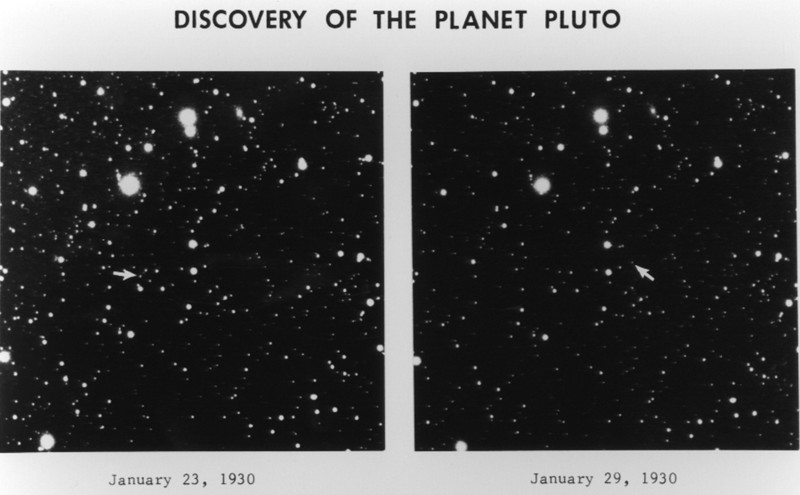 DISCOVERY OF THE PLANET PLUTO
January 23, 1930
January 29, 1930